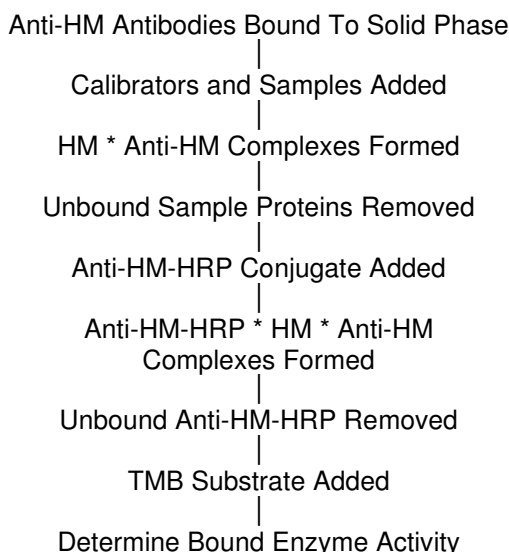 Anti-HM Antibodies Bound To Solid Phase
Calibrators and Samples Added
HM * Anti-HM Complexes Formed
Unbound Sample Proteins Removed
Anti-HM-HRP Conjugate Added
Anti-HM-HRP * HM * Anti-HM
Complexes Formed
Unbound Anti-HM-HRP Removed
TMB Substrate Added
Determine Bound Enzyme Activity